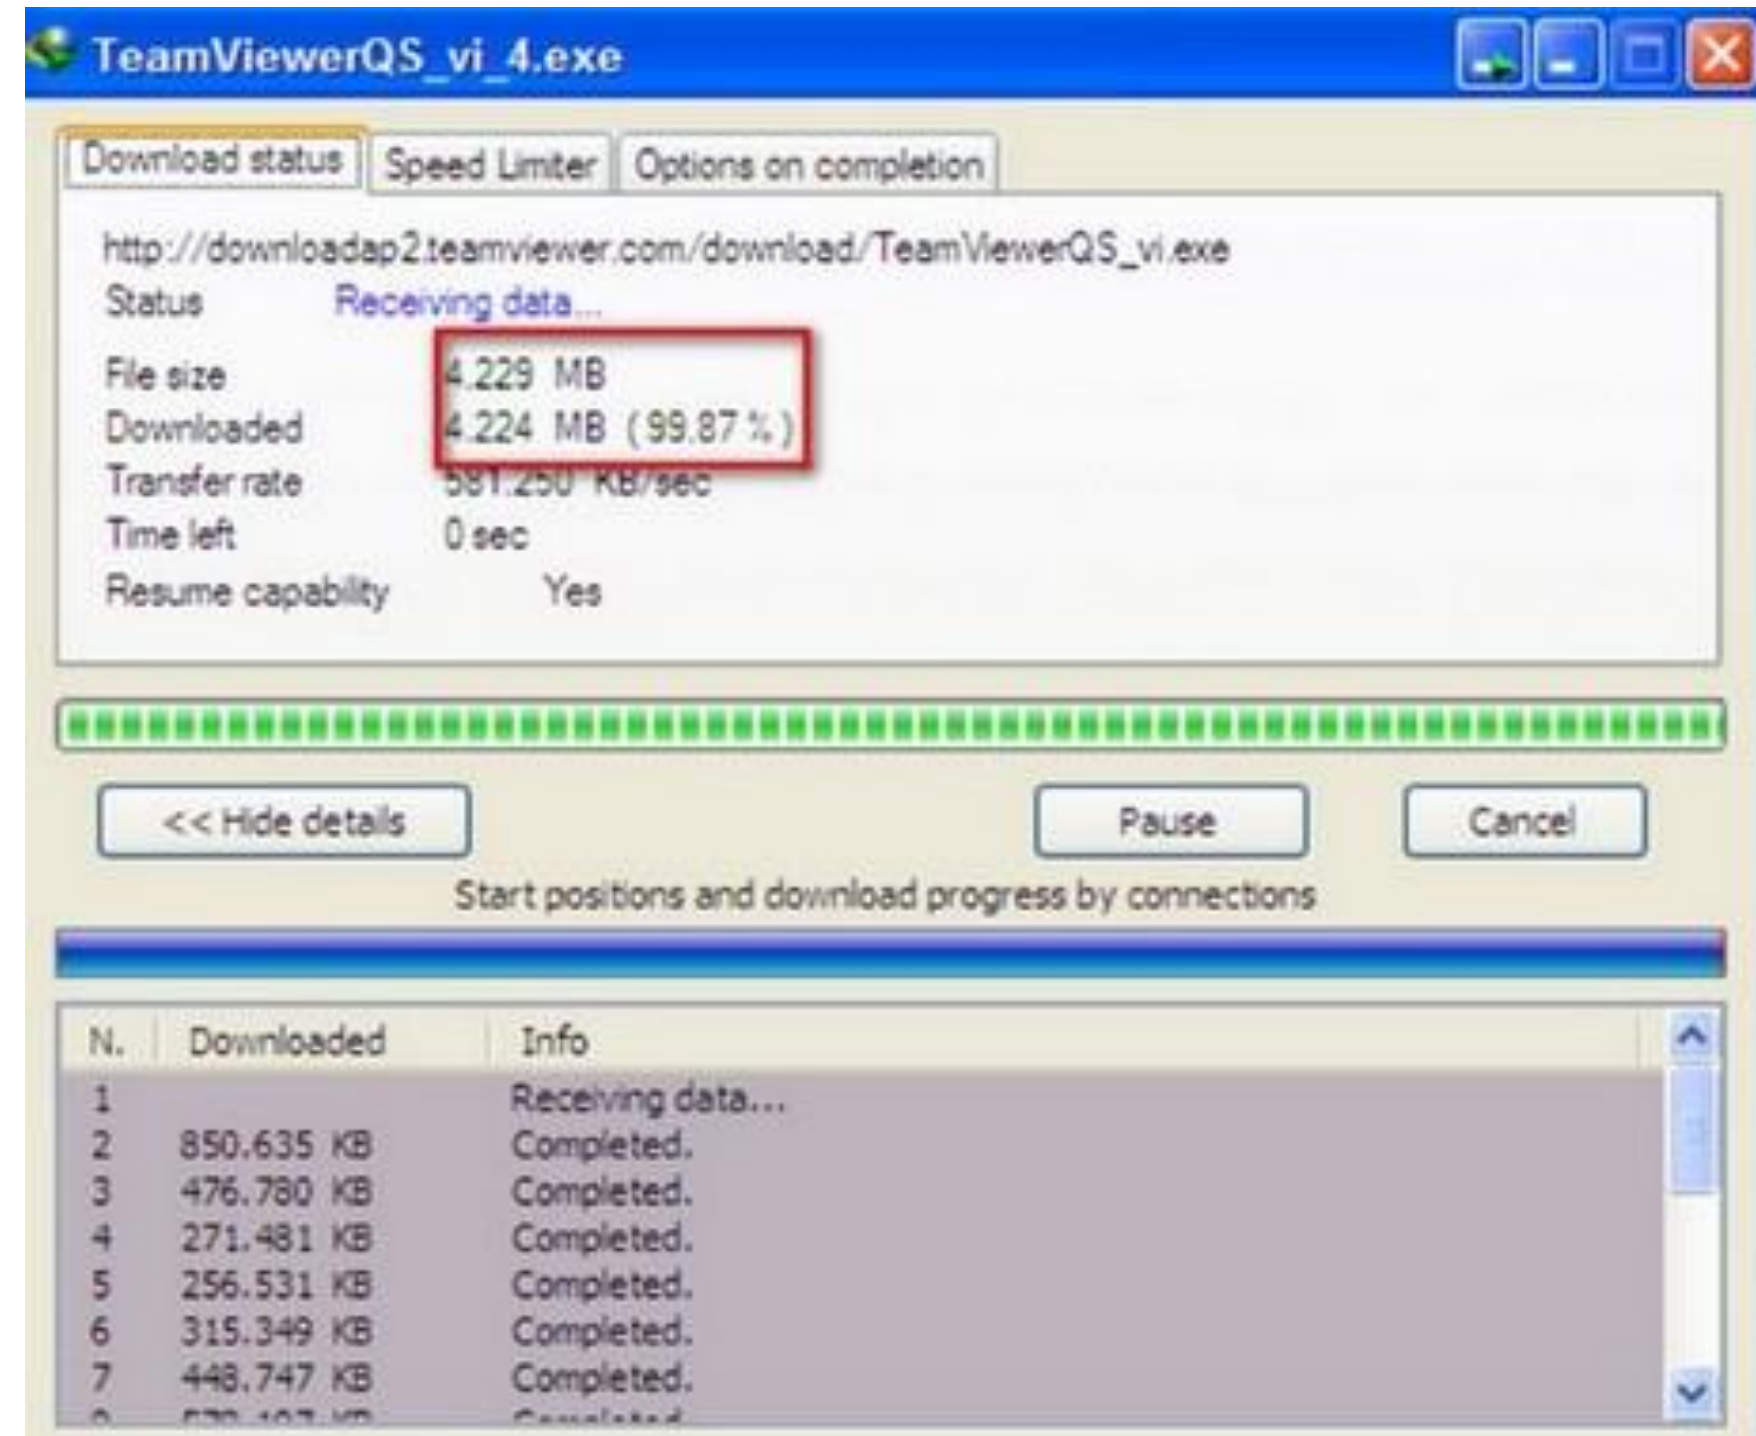 TeamViewerQS_vi_4.exe
Download status Speed Limiter Options on completion
http://downloadap2.teamviewer.com/download/TeamViewerQS_vi.exe
Status Receiving data...
File size 4.229 MB
Downloaded 4.224 MB ( 99.87 % )
Transfer rate 581.250 KB/sec
Time left 0 sec
Resume capability Yes
<< Hide details Pause Cancel
Start positions and download progress by connections
N. Downloaded Info
1 Receiving data...
2 850.635 KB Completed.
3 476.780 KB Completed.
4 271.481 KB Completed.
5 256.531 KB Completed.
6 315.349 KB Completed.
7 448.747 KB Completed.